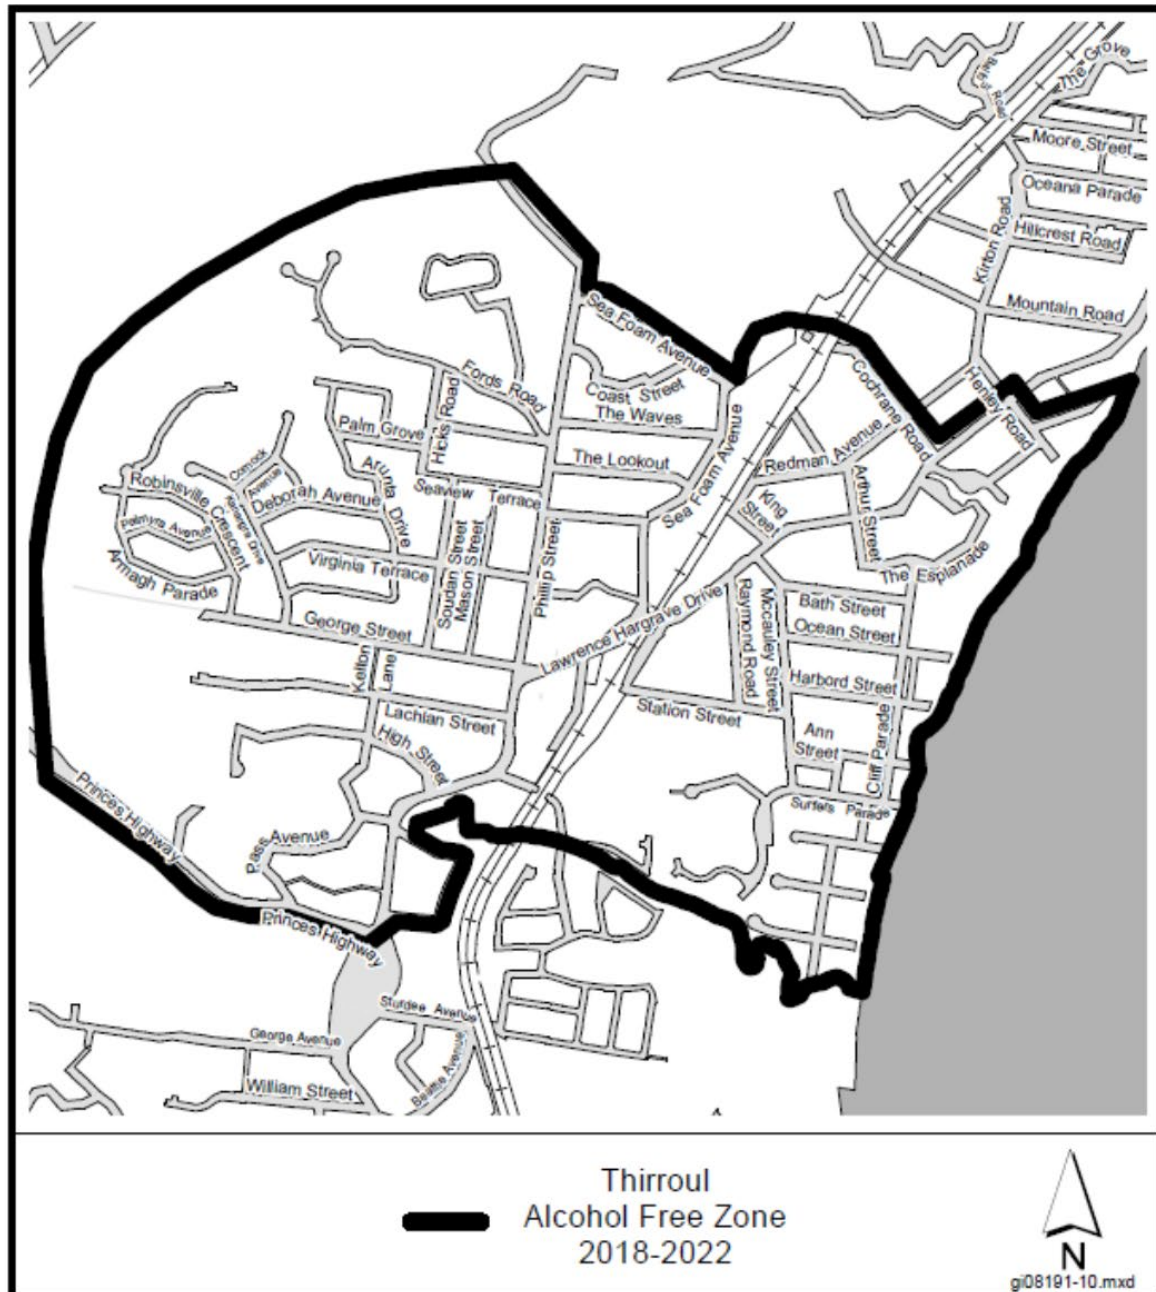 The Grove
Moore Street
Oceana Parade
Kirton Road
Hillcrest Road
Mountain Road
Sea Foam Avenue
Coast Street
The Waves
Fords Road
Hicks Road
Palm Grove
The Lookout
Sea Foam Avenue
Cochrane Road
Henley Road
Redman Avenue
Arthur Street
King
Street
Seaview Terrace
Arunta Drive
Avenue
Deborah Avenue
Robinsville Crescent
Palmyra Avenue
Armagh Parade
Virginia Terrace
Soudan Street
Mason Street
Phillip Street
The Esplanade
George Street
Lawrence Hargrave Drive
Raymond Road
Mccauley Street
Bath Street
Ocean Street
Harbord Street
Kelton
Lane
Lachlan Street
High Street
Station Street
Ann
Street
Cliff Parade
Surfers Parade
Princes Highway
Pass Avenue
Princes Highway
Sturdee Avenue
George Avenue
Beattie Avenue
William Street
Thirroul
Alcohol Free Zone
2018-2022
N
gi08191-10.mxd